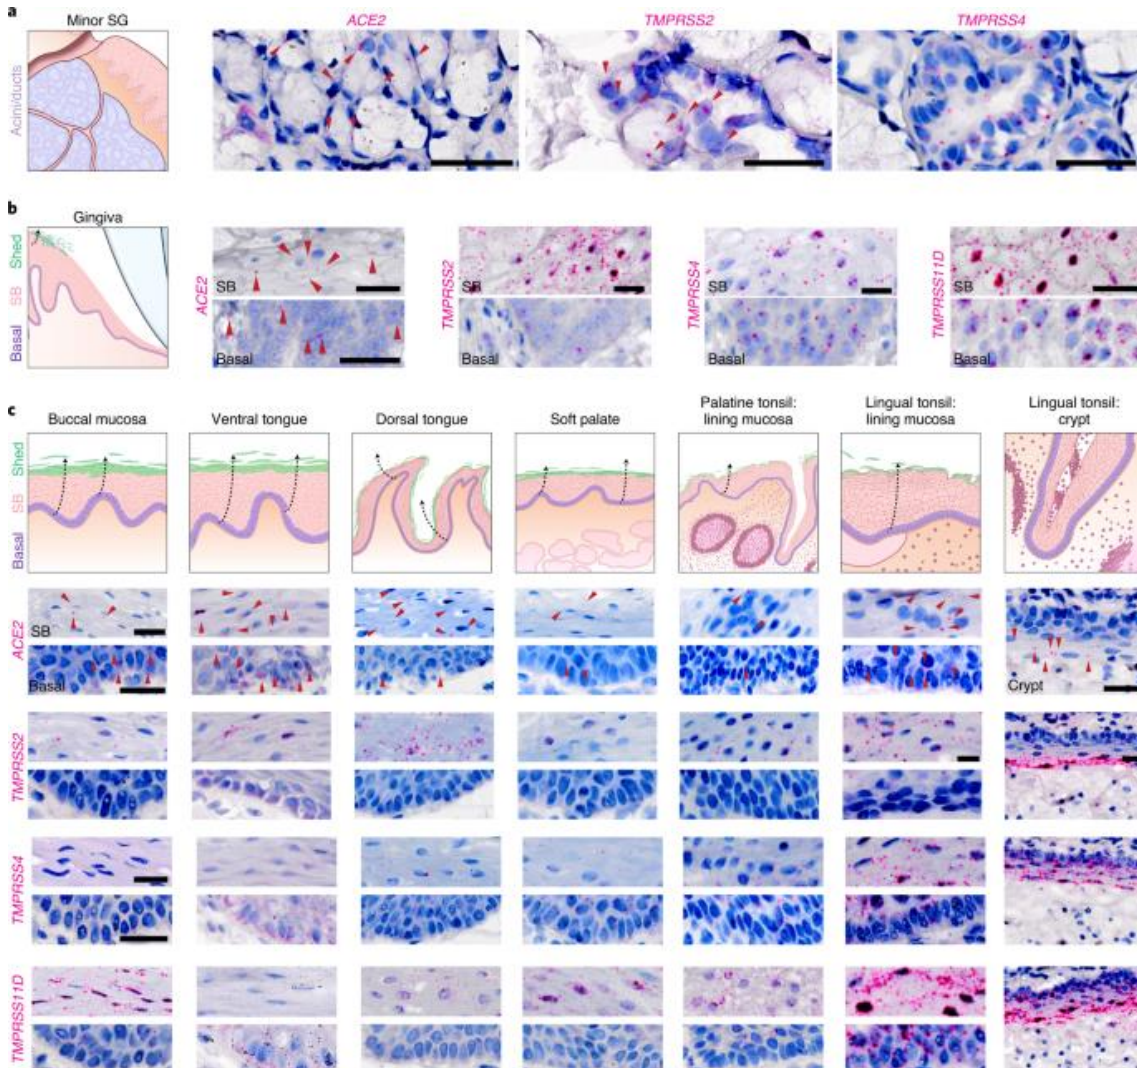 a
Minor SG
ACE2
TMPRSS2
TMPRSS4
Acini/ducts
b
Gingiva
Shed
SB
Basal
ACE2
SB
Basal
TMPRSS2
SB
Basal
TMPRSS4
SB
Basal
TMPRSS11D
SB
Basal
c
Buccal mucosa
Ventral tongue
Dorsal tongue
Soft palate
Palatine tonsil:
lining mucosa
Lingual tonsil:
lining mucosa
Lingual tonsil:
crypt
Shed
SB
Basal
ACE2
SB
Basal
Crypt
TMPRSS2
TMPRSS4
TMPRSS11D